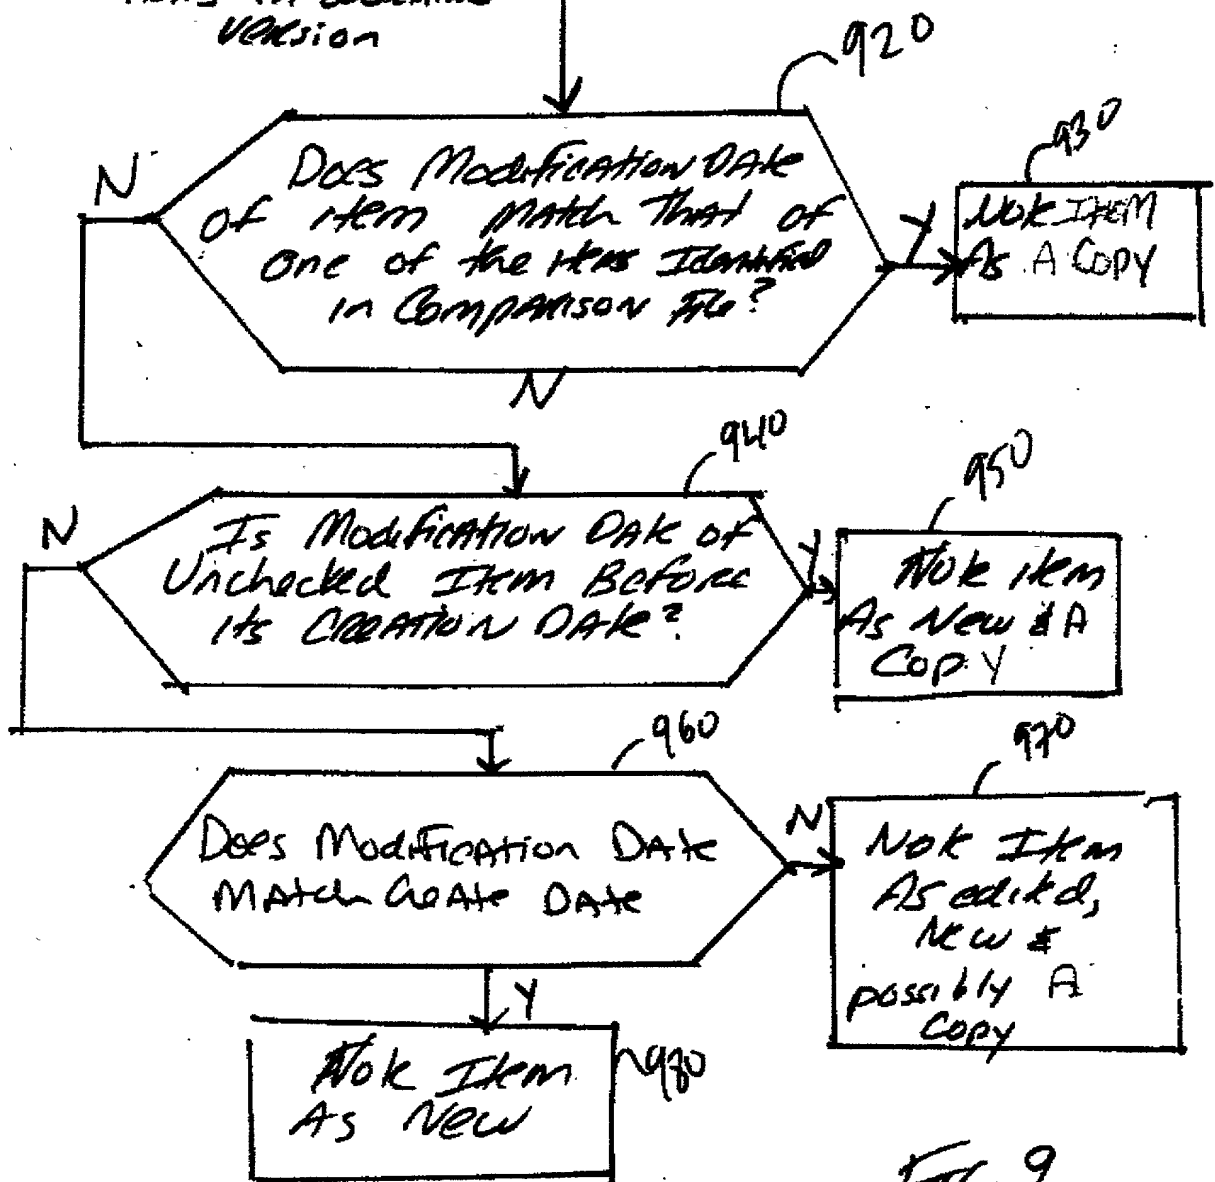 version
920
N
Does Modification Date
of item match That of
one of the items Identified
in Comparison File?
Y
930
Note ITEM
As A Copy
N
940
N
Is Modification Date of
Unchecked Item Before
its Creation Date?
Y
950
Note item
As New & A
Copy
960
Does Modification Date
Match Create Date
N
970
Note Item
As edited,
New &
possibly A
Copy
Y
Note Item
As New
980
Fig. 9